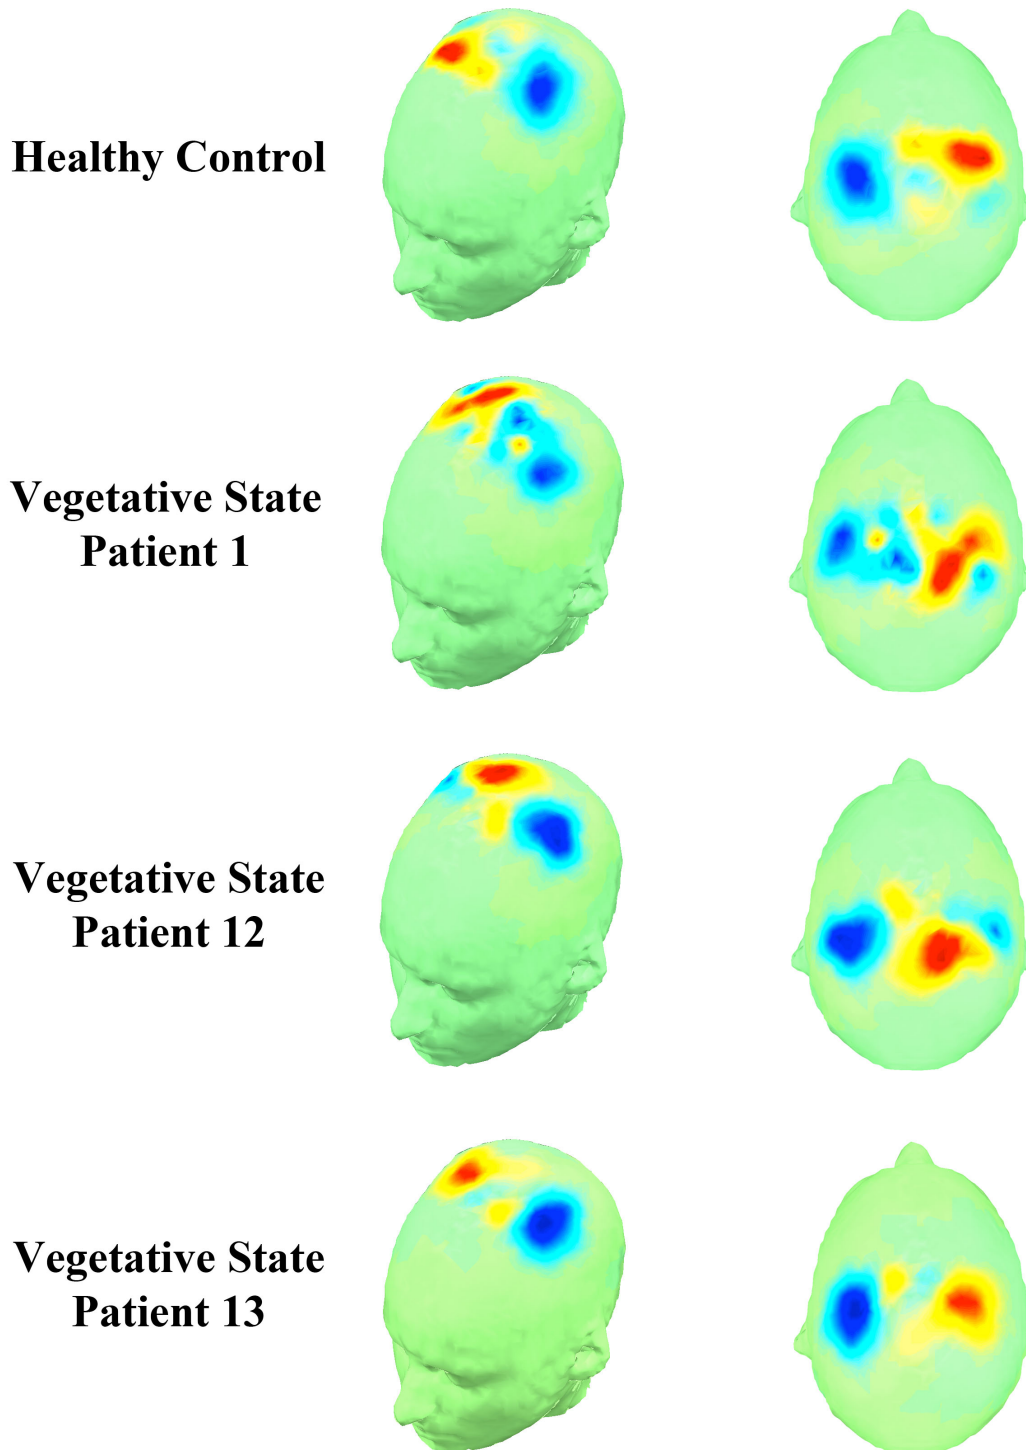 Healthy Control
Vegetative State
Patient 1
Vegetative State
Patient 12
Vegetative State
Patient 13